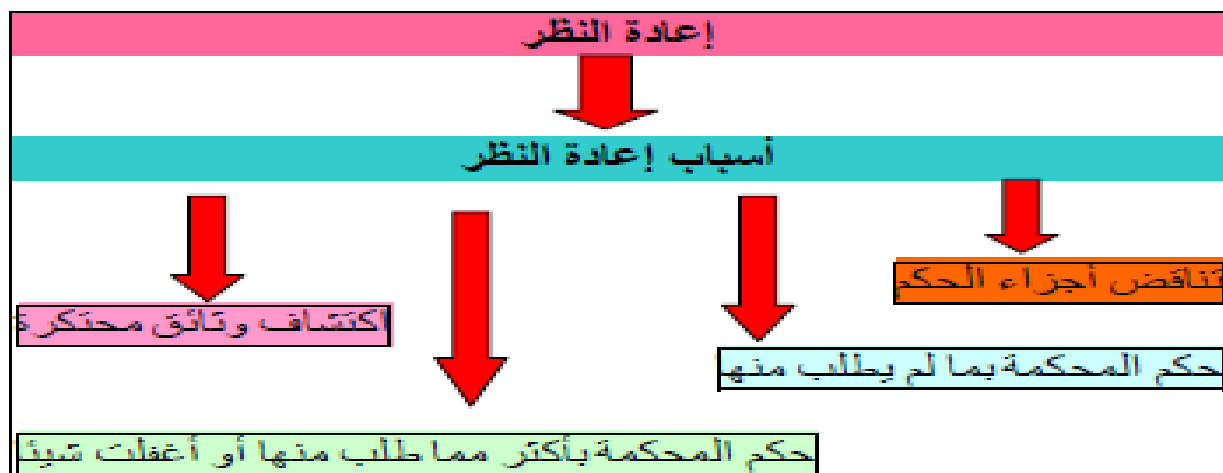 إعادة النظر
أسباب إعادة النظر
تناقض أجزاء الحكم
اكتشاف وثائق محتكرة
حكم المحكمة بما لم يطلب منها
حكم المحكمة بأكثر مما طلب منها أو أغفلت شيئا